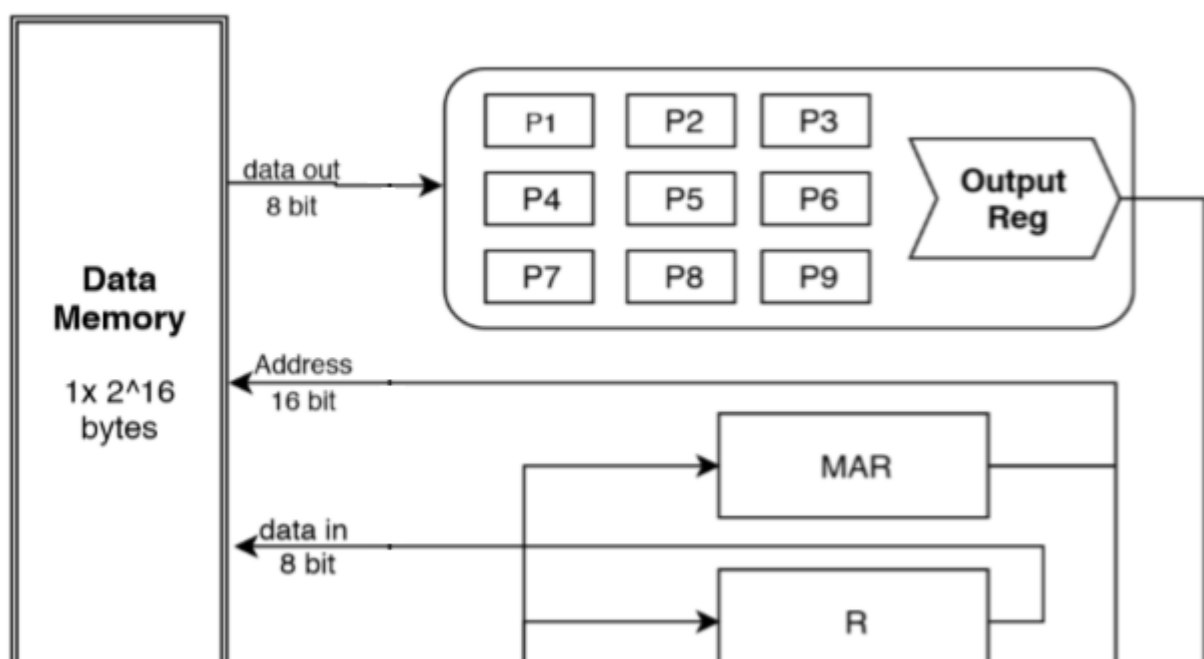 P1
P2
P3
data out
8 bit
P4
P5
P6
Output
Reg
P7
P8
P9
Data
Memory
1x 2^16
bytes
Address
16 bit
MAR
data in
8 bit
R